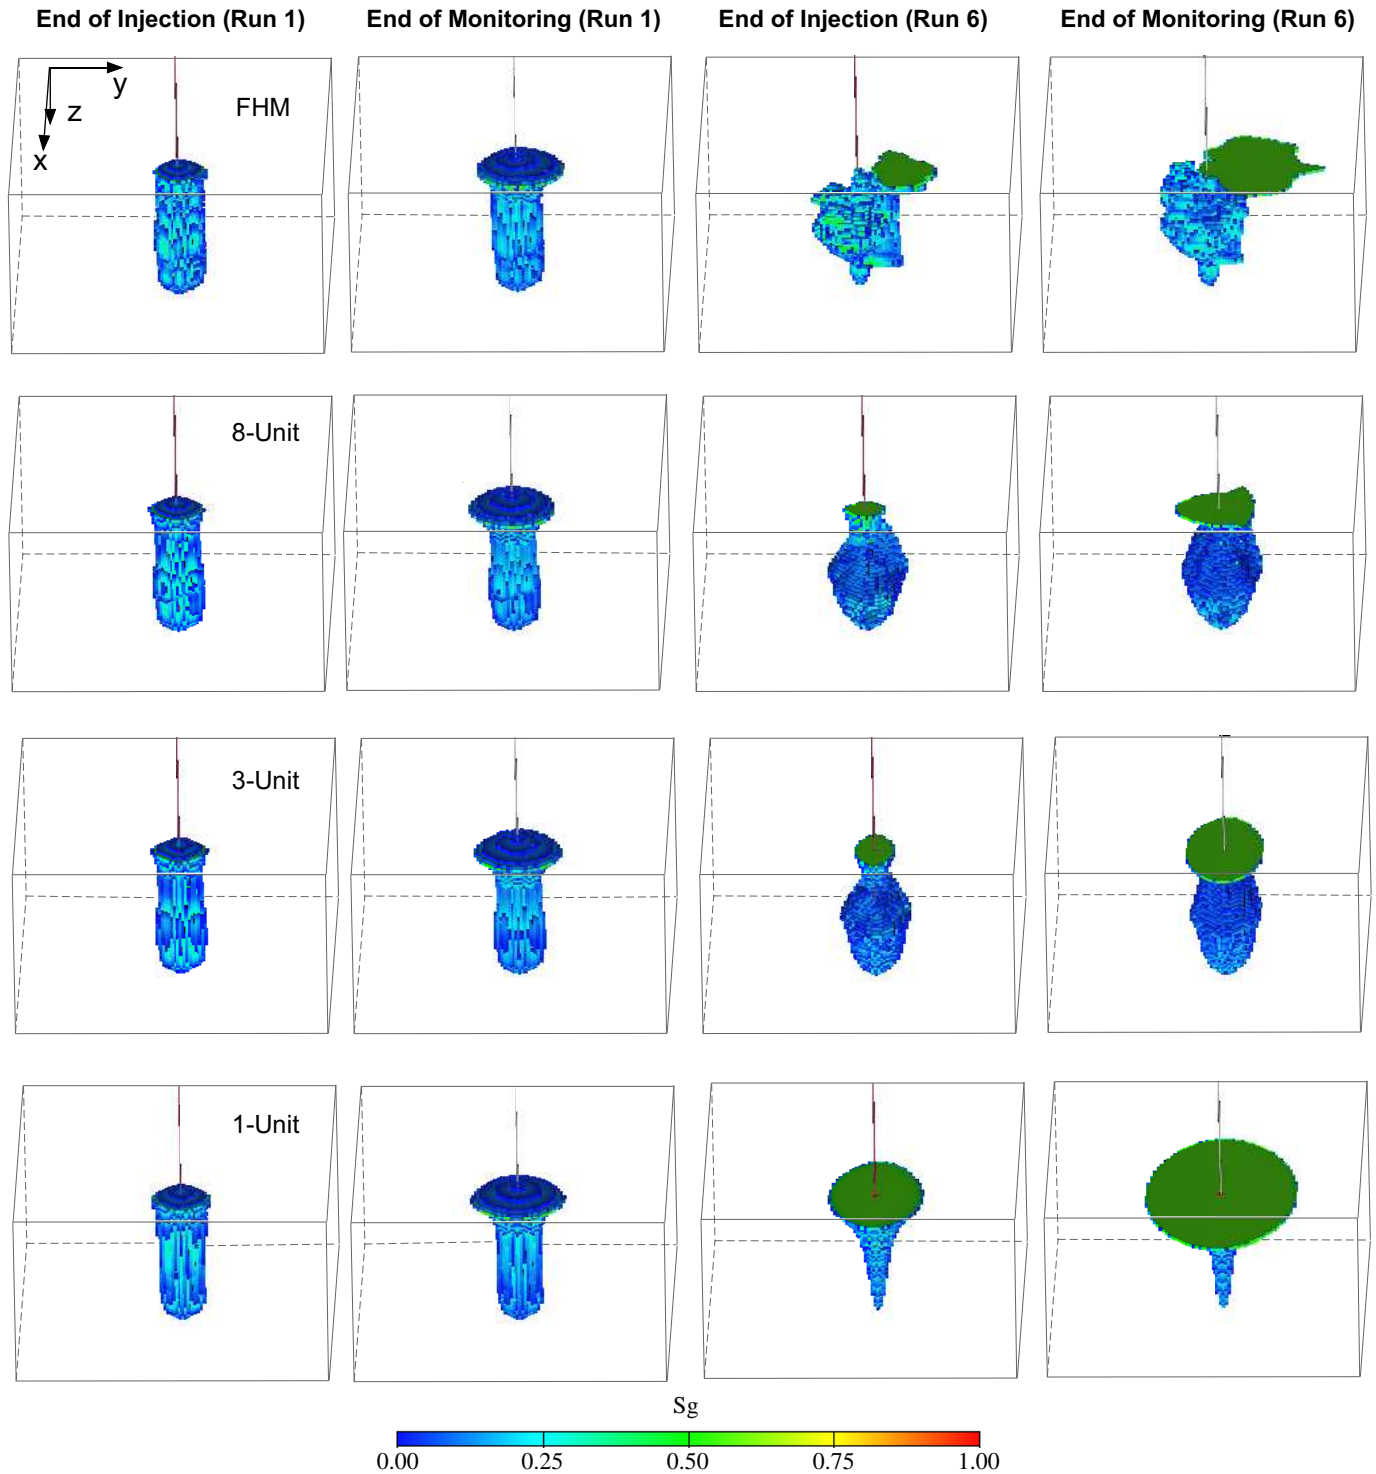 End of Injection (Run 1) End of Monitoring (Run 1) End of Injection (Run 6) End of Monitoring (Run 6)
y
z
x
FHM
8-Unit
3-Unit
1-Unit
Sg
0.00 0.25 0.50 0.75 1.00